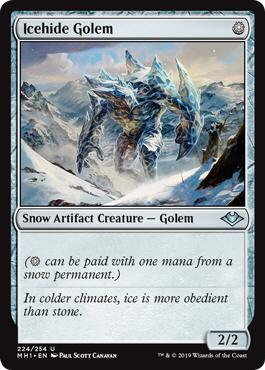 Icehide Golem
Snow Artifact Creature — Golem
( can be paid with one mana from a
snow permanent.)
In colder climates, ice is more obedient
than stone.
2/2
224/254 U
MH1 • EN Paul Scott Canavan
™ & © 2019 Wizards of the Coast